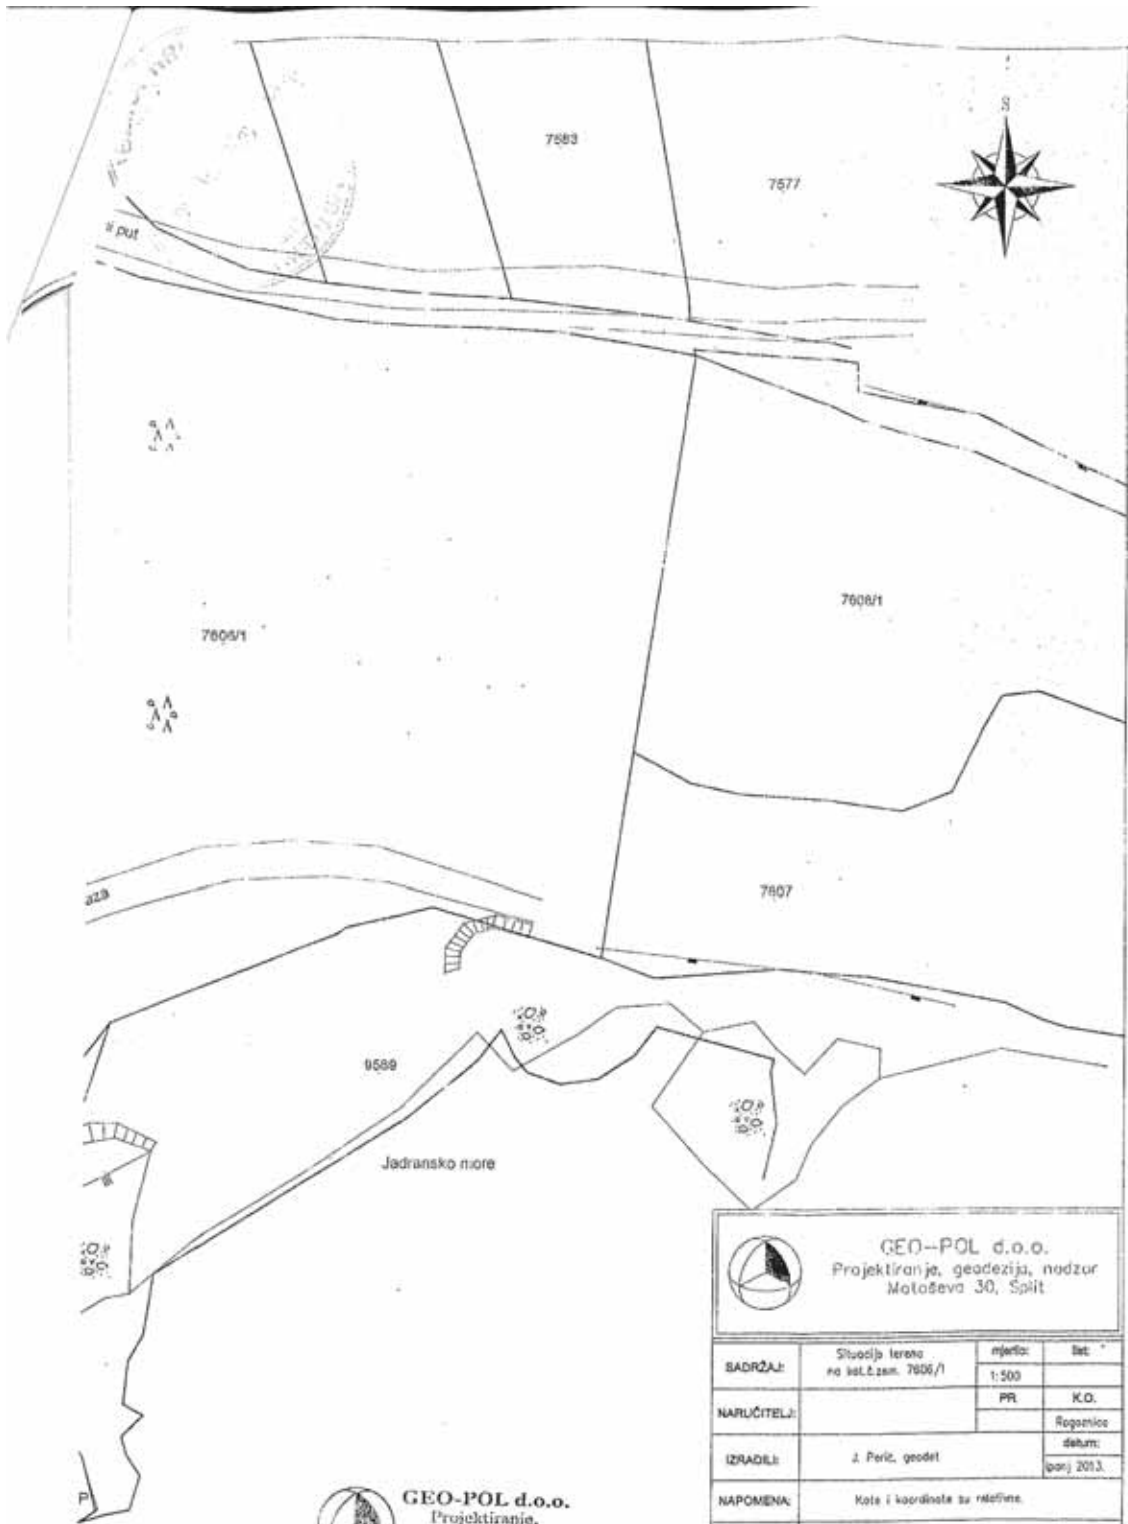 S
7583
7577
put
7606/1
7608/1
7607
aza
9589
Jadransko more
GEO-POL d.o.o.
Projektiranje, geodezija, nadzor
Matoševa 30, Split
SADRŽAJ:
Situacija terena
na kat.č.zem. 7606/1
mjerilo:
list:
1:500
NARUČITELJ:
PR.
K.O.
Rogoznica
IZRADILI:
J. Perić, geodet
datum:
lipanj 2013.
NAPOMENA:
Kote i koordinate su relativne.
P
GEO-POL d.o.o.
Projektiranje,